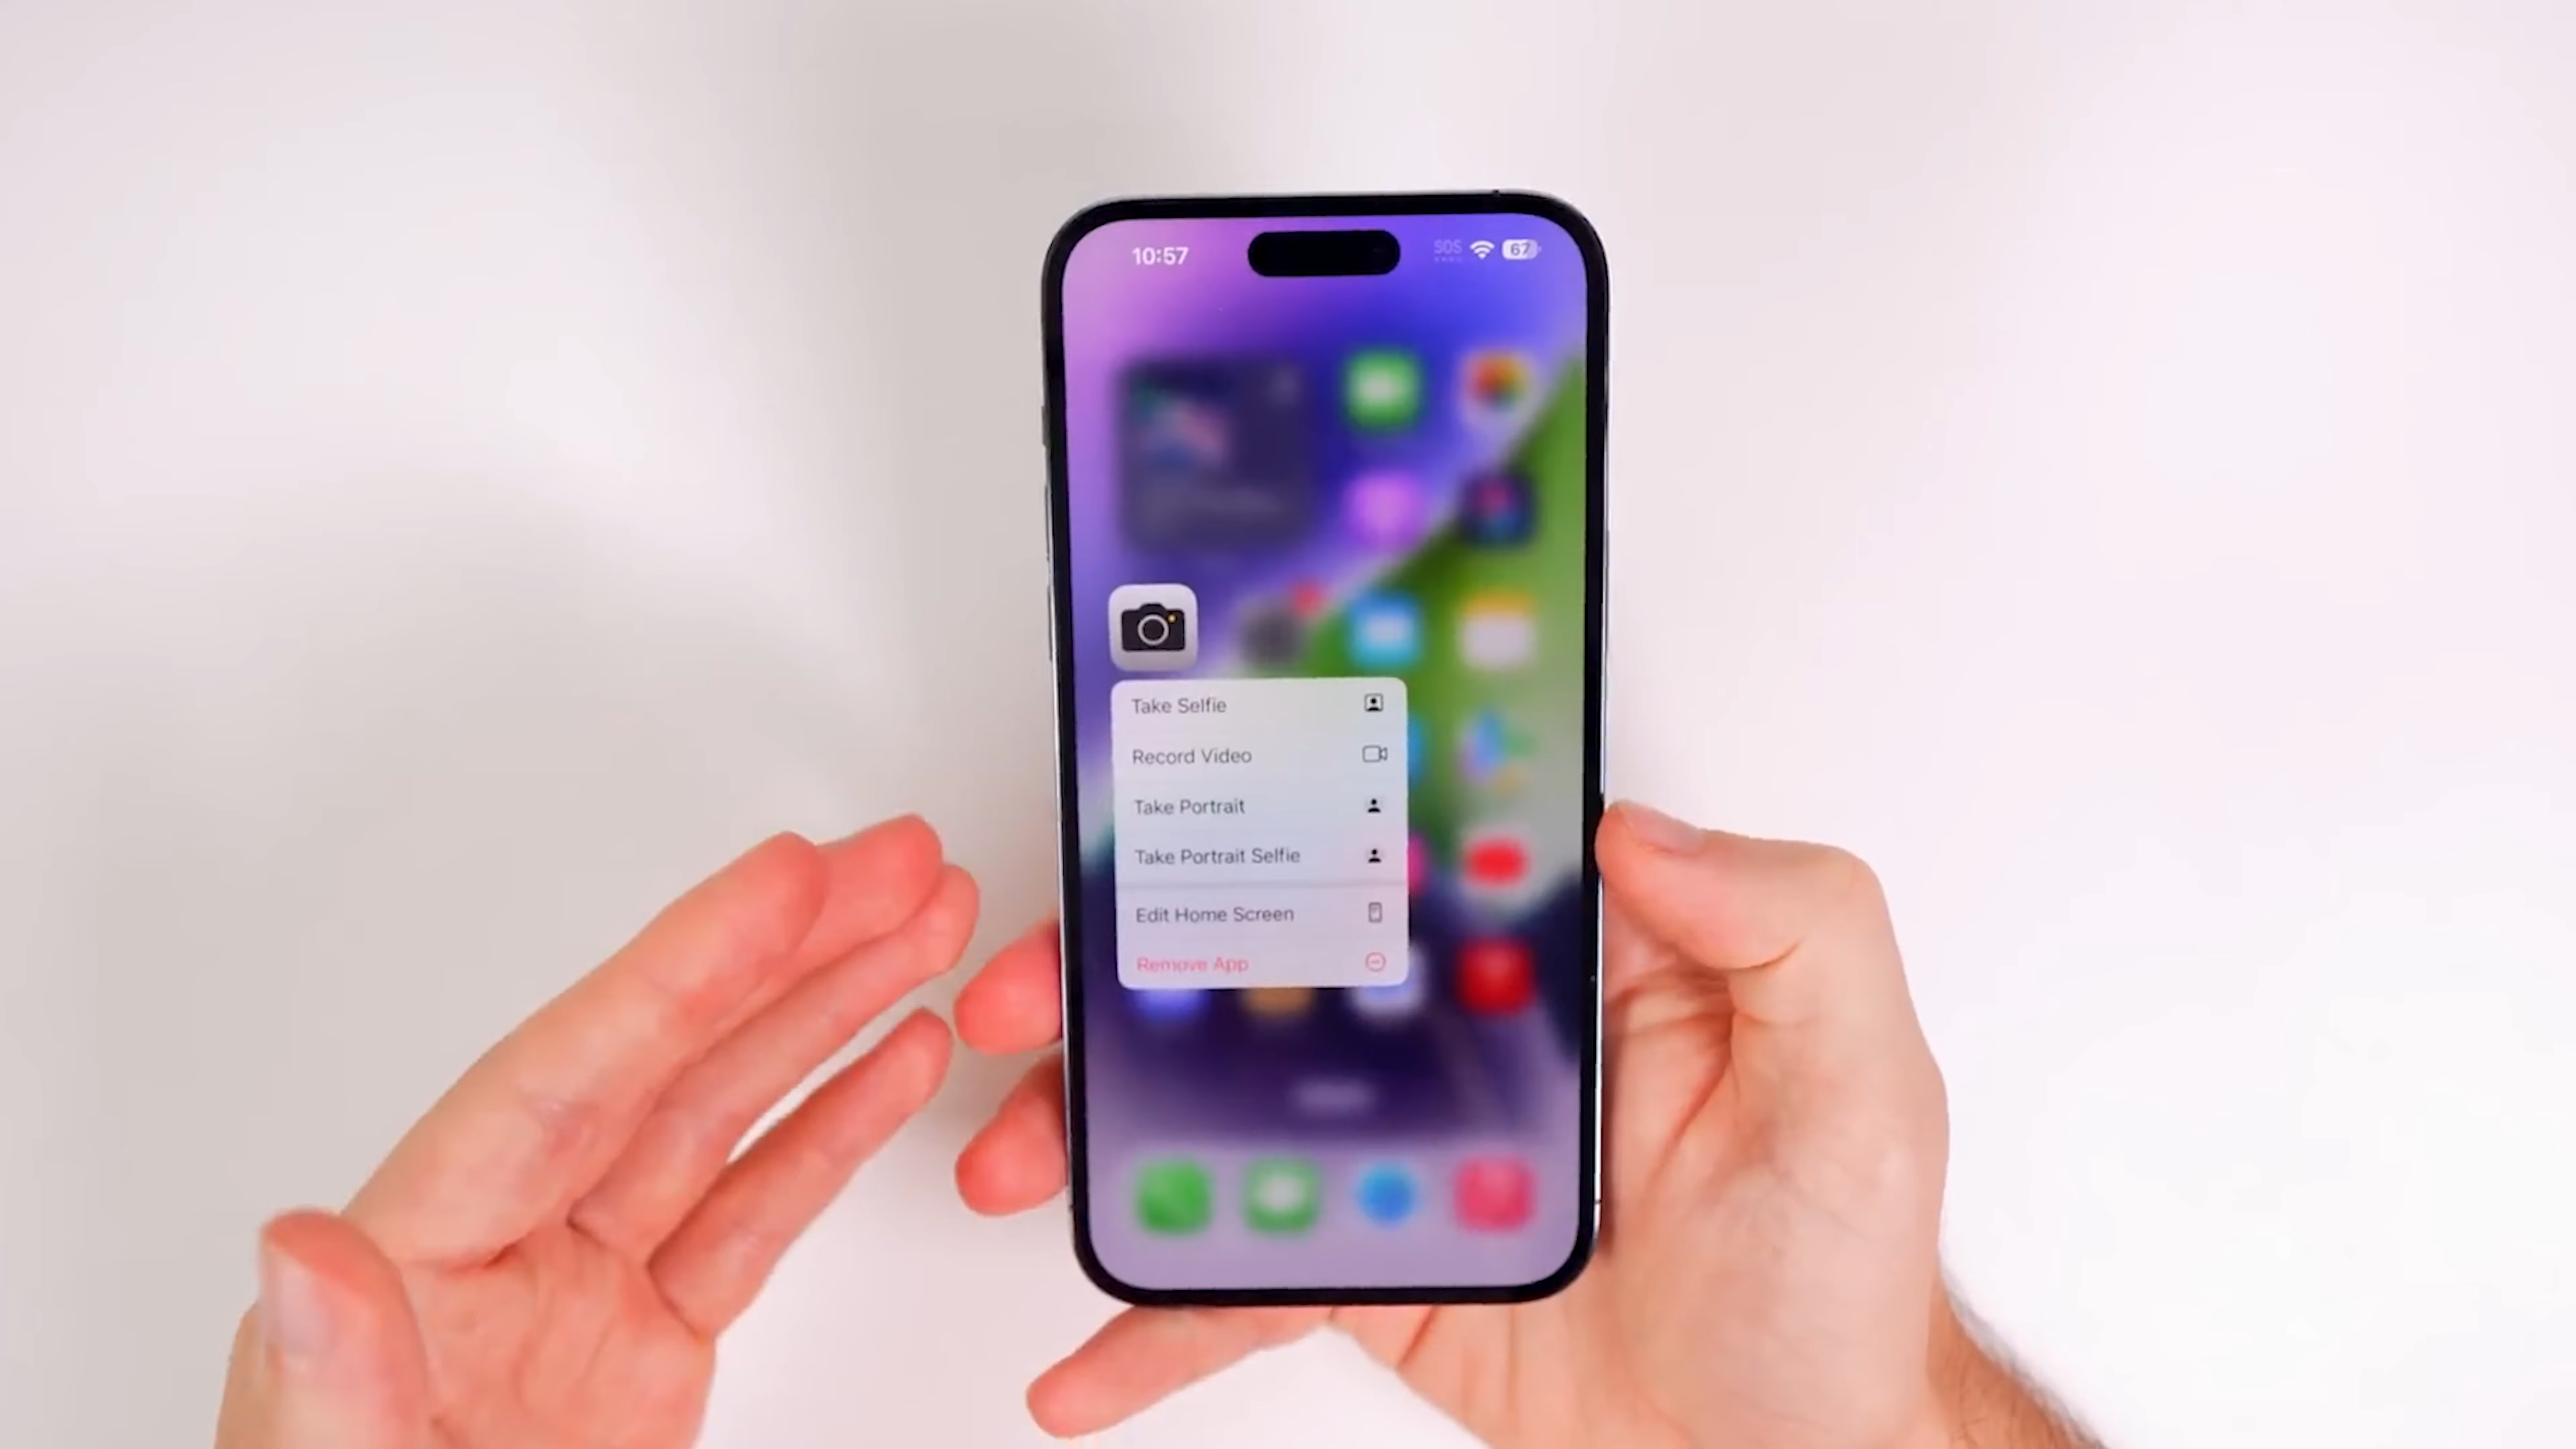 10:57
SOS
67
Take Selfie
Record Video
Take Portrait
Take Portrait Selfie
Edit Home Screen
Remove App